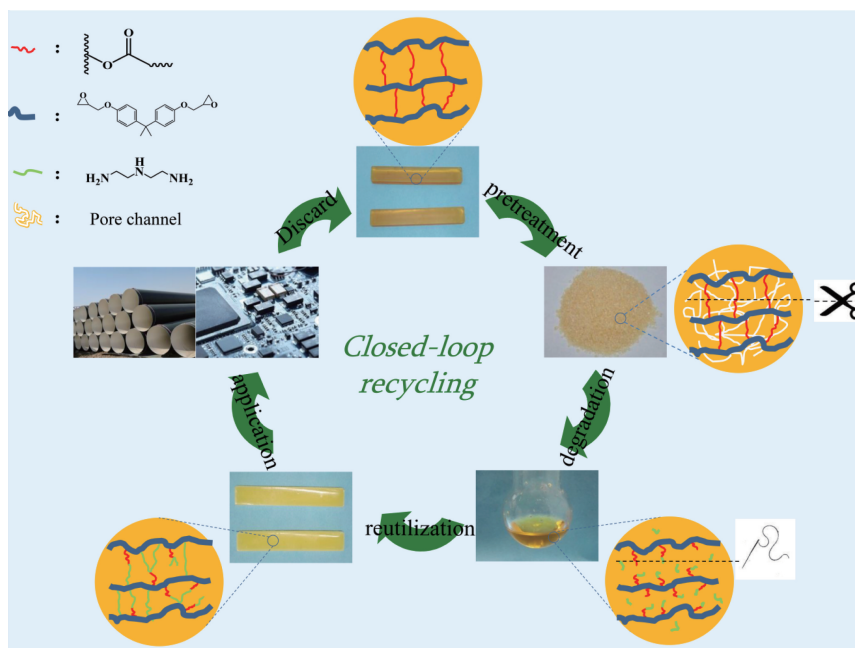 :
O
O
:
O
O
O
O
:
H
H₂N
N
NH₂
:
Pore channel
Discard
pretreatment
Closed-loop
recycling
application
degradation
reutilization